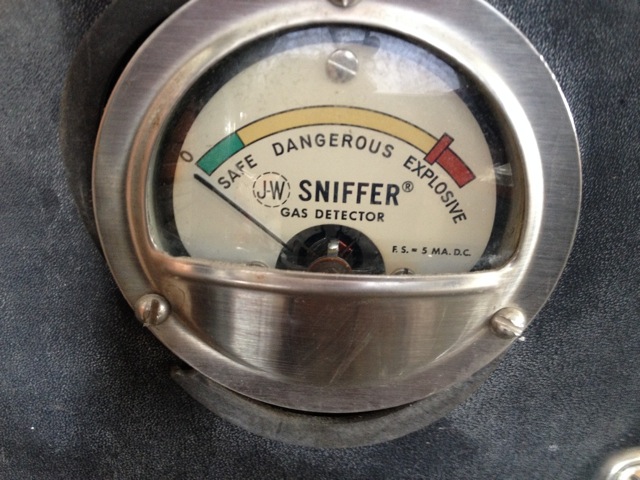 0
SAFE DANGEROUS EXPLOSIVE
J-W SNIFFER®
GAS DETECTOR
F.S. = 5 MA. D.C.